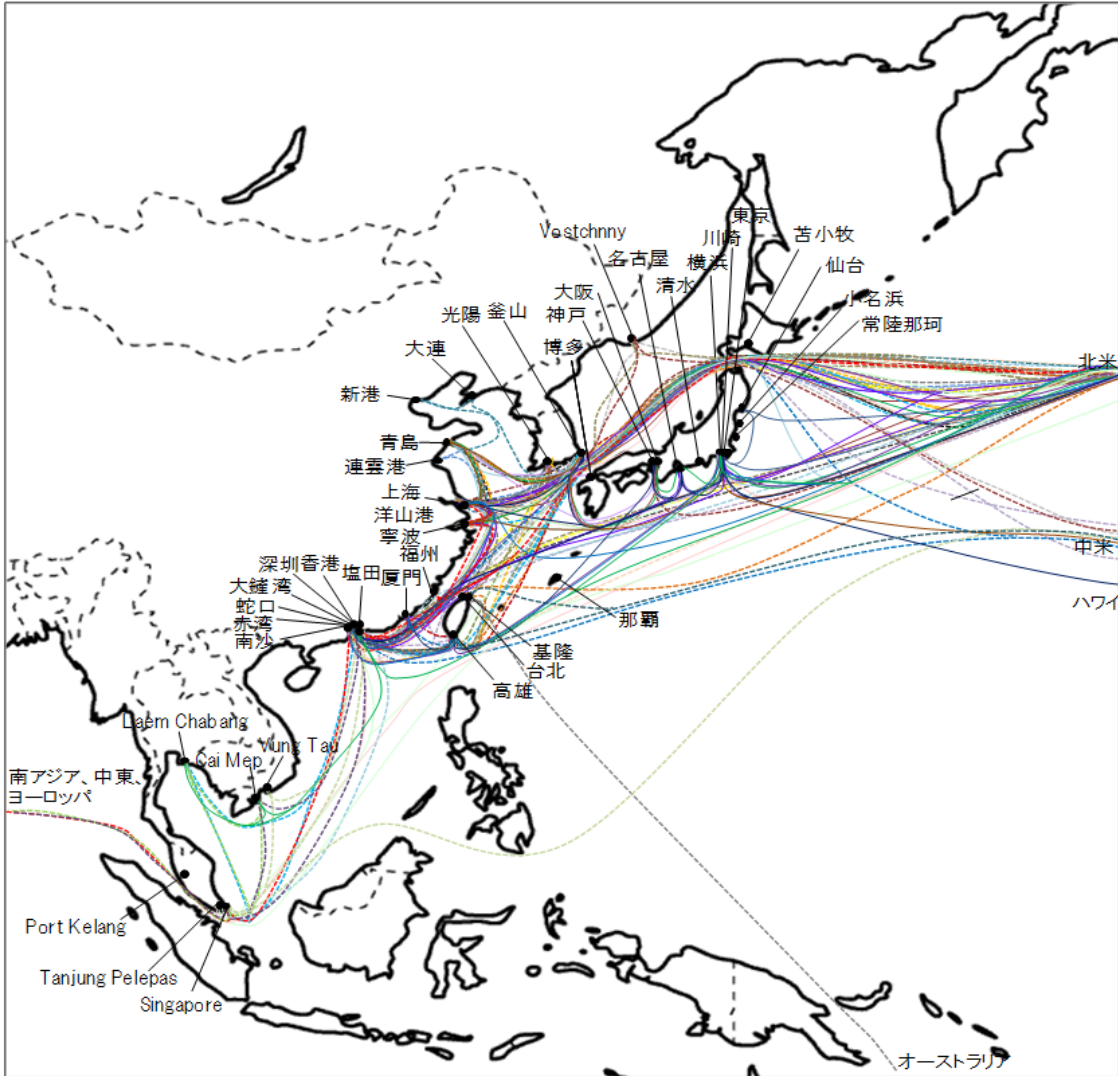 東京
Vostchnny
川崎
苫小牧
名古屋
横浜
仙台
清水
大阪
小名浜
釜山
神戸
光陽
常陸那珂
博多
大連
北米
新港
青島
連雲港
上海
洋山港
寧波
中米
福州
深圳香港
塩田
厦門
大鏟湾
ハワイ
蛇口
那覇
赤湾
南沙
基隆
台北
高雄
Laem Chabang
Vung Tau
Cai Mep
南アジア、中東、
ヨーロッパ
Port Kelang
Tanjung Pelepas
Singapore
オーストラリア